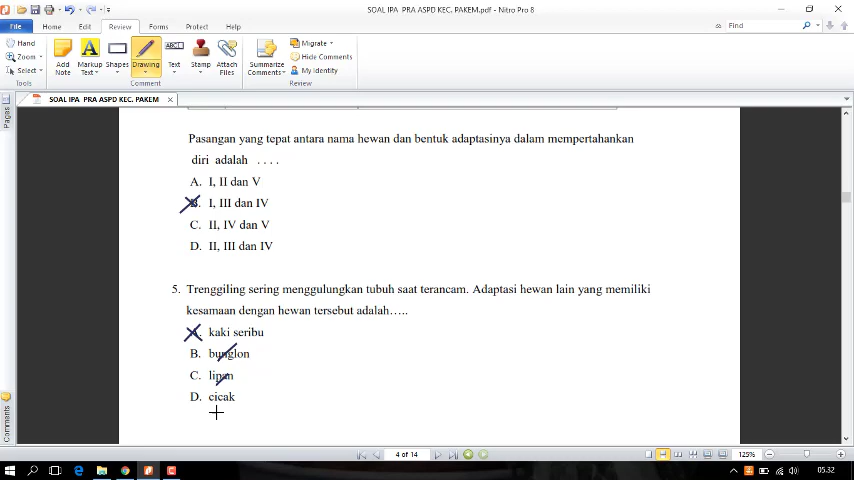 SOAL IPA PRA ASPD KEC. PAKEM.pdf - Nitro Pro 8
File Home Edit Review Forms Protect Help
Find
Hand
Zoom
Select
Tools
Add Note
Markup Text
Shapes
Drawing
Text
Stamp
Attach Files
Comment
Summarize Comments
Migrate
Hide Comments
My Identity
Review
SOAL IPA PRA ASPD KEC. PAKEM
Pages
Comments
Pasangan yang tepat antara nama hewan dan bentuk adaptasinya dalam mempertahankan
diri adalah . . . .
A. I, II dan V
B. I, III dan IV
C. II, IV dan V
D. II, III dan IV
5. Trenggiling sering menggulungkan tubuh saat terancam. Adaptasi hewan lain yang memiliki
kesamaan dengan hewan tersebut adalah…..
A. kaki seribu
B. bunglon
C. lipan
D. cicak
4 of 14
125%
05.32